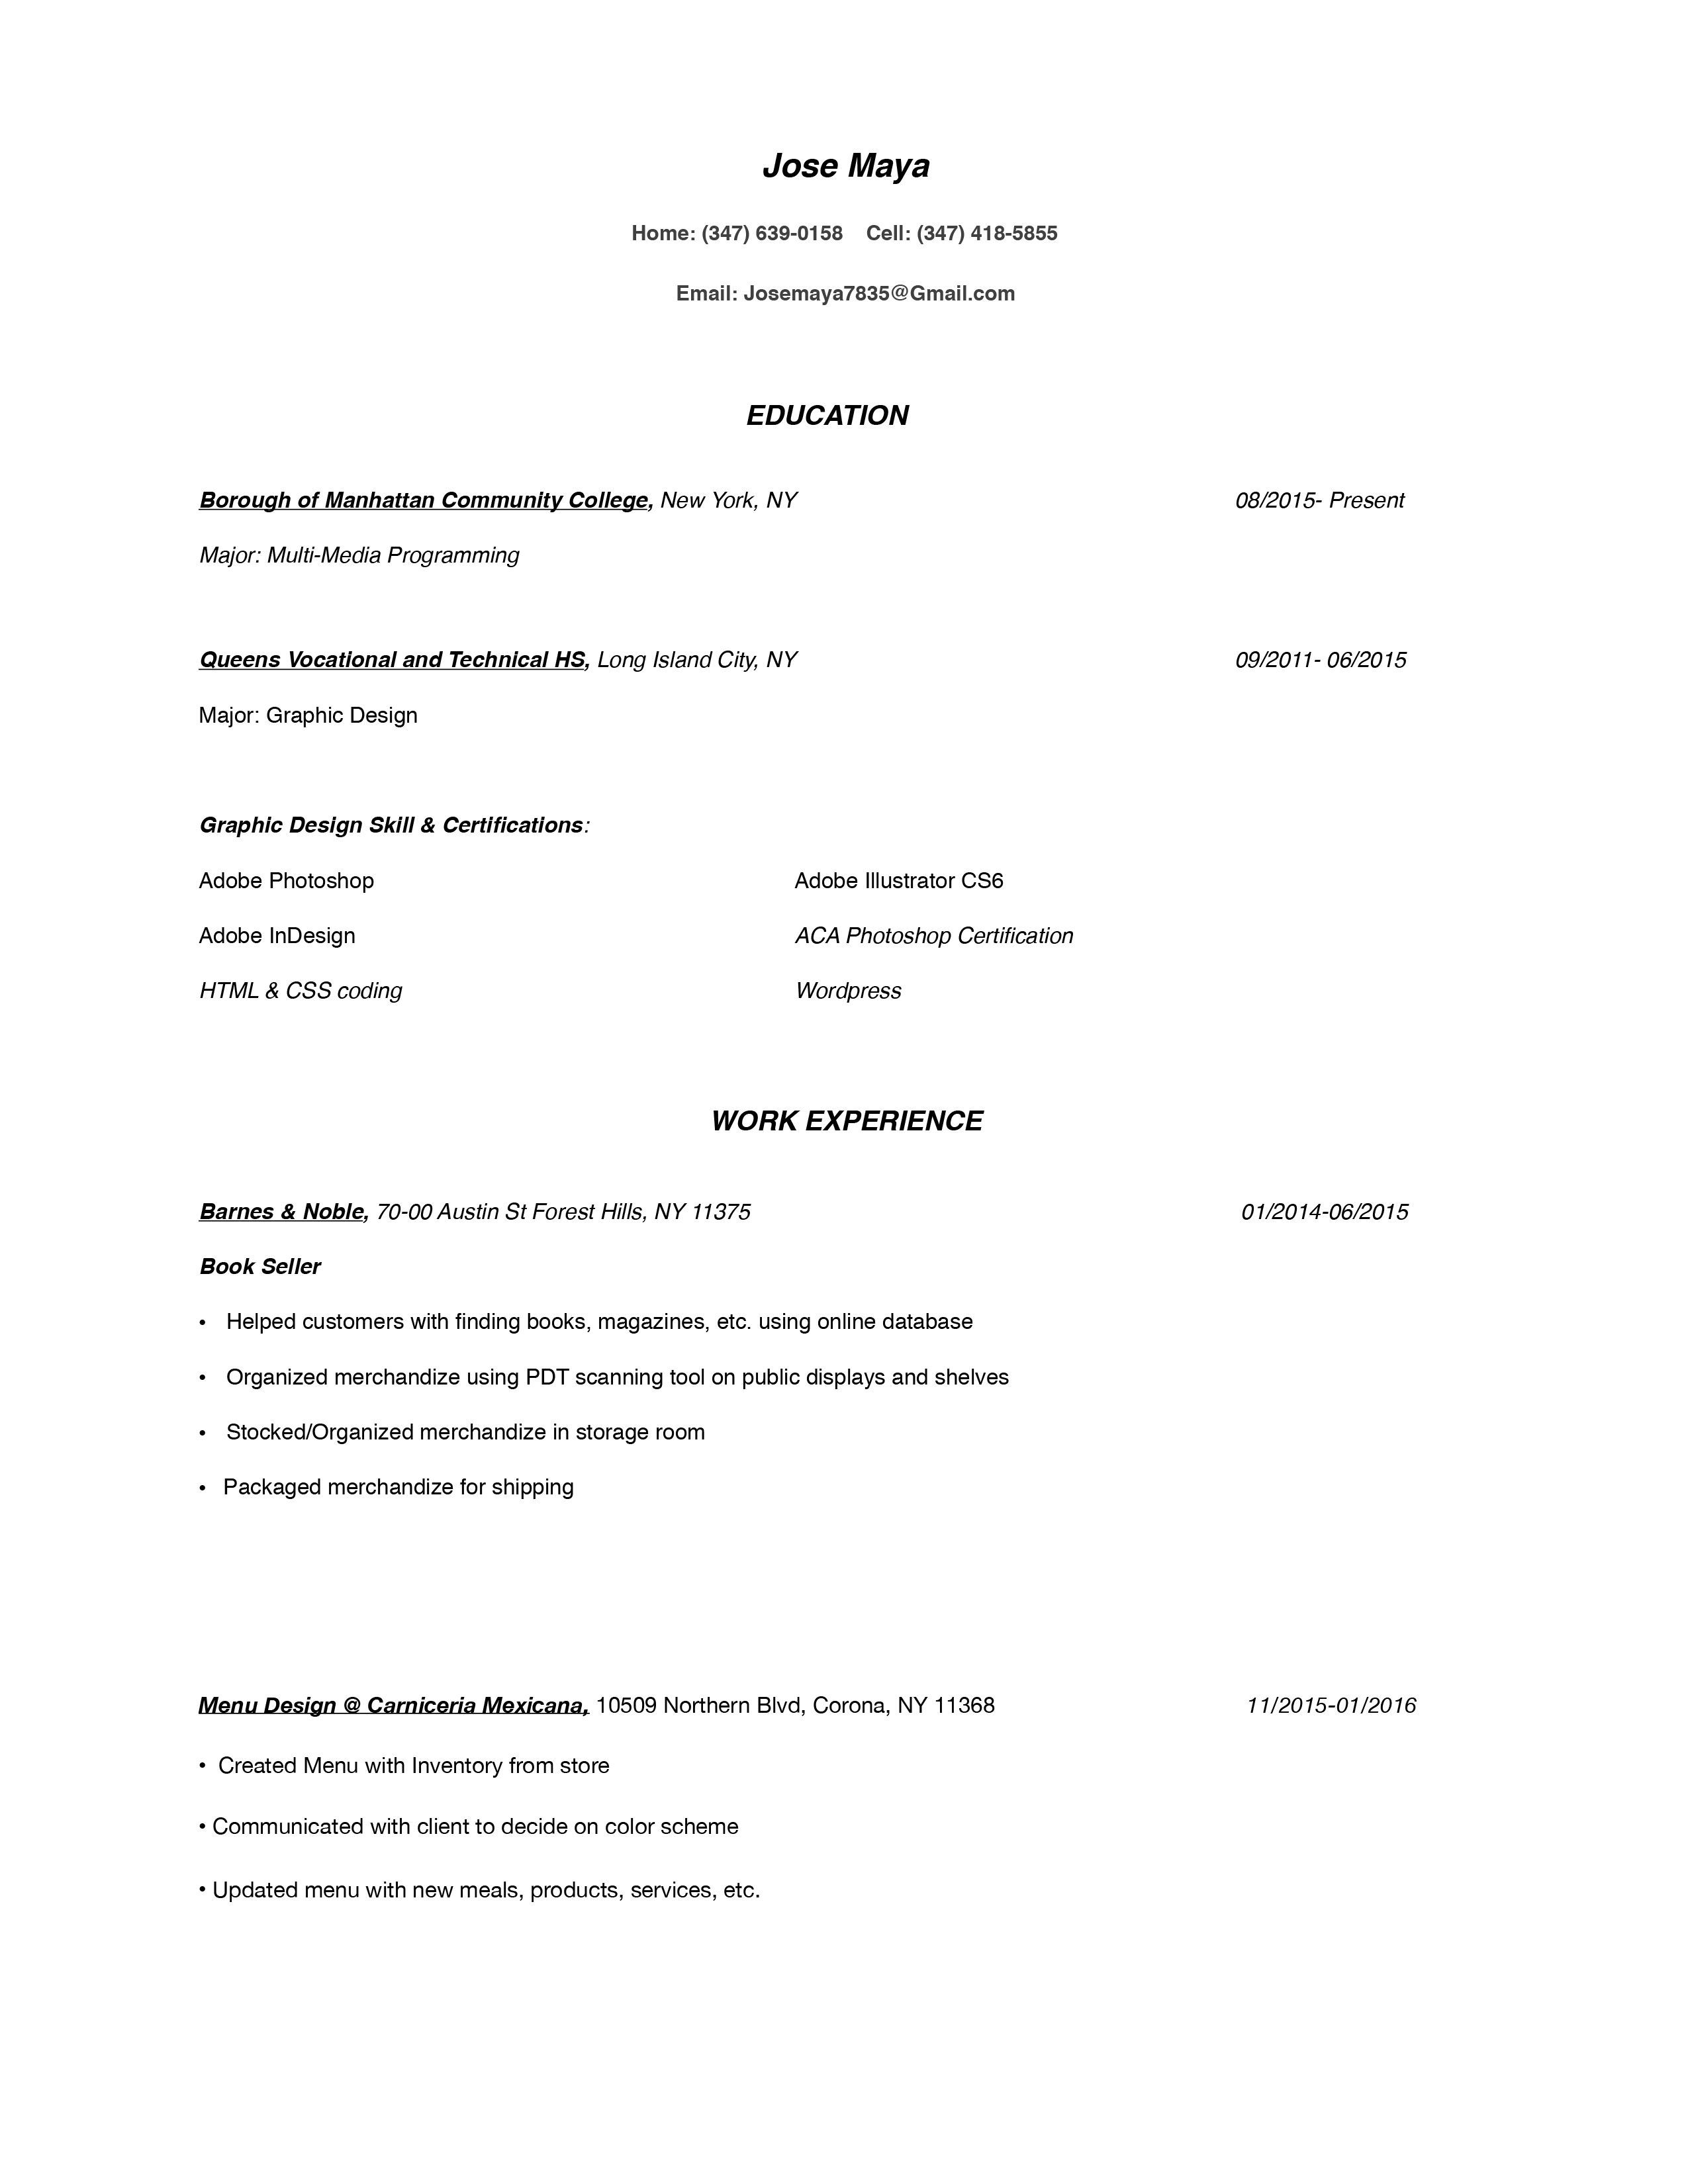 Jose Maya
Home: (347) 639-0158    Cell: (347) 418-5855
Email: Josemaya7835@Gmail.com
EDUCATION
Borough of Manhattan Community College, New York, NY 08/2015- Present
Major: Multi-Media Programming
Queens Vocational and Technical HS, Long Island City, NY 09/2011- 06/2015
Major: Graphic Design
Graphic Design Skill & Certifications:
Adobe Photoshop Adobe Illustrator CS6
Adobe InDesign ACA Photoshop Certification
HTML & CSS coding Wordpress
WORK EXPERIENCE
Barnes & Noble, 70-00 Austin St Forest Hills, NY 11375 01/2014-06/2015
Book Seller
• Helped customers with finding books, magazines, etc. using online database
• Organized merchandize using PDT scanning tool on public displays and shelves
• Stocked/Organized merchandize in storage room
• Packaged merchandize for shipping
Menu Design @ Carniceria Mexicana, 10509 Northern Blvd, Corona, NY 11368 11/2015-01/2016
• Created Menu with Inventory from store
• Communicated with client to decide on color scheme
• Updated menu with new meals, products, services, etc.